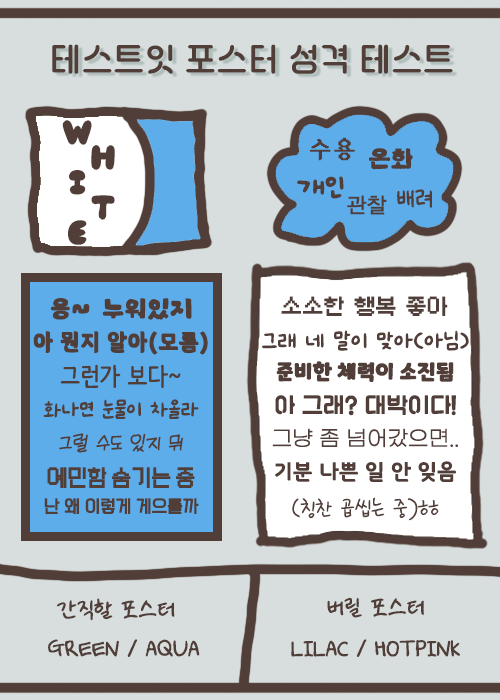 테스트잇 포스터 성격 테스트
WHITE
수용 온화
개인 관찰 배려
응~ 누워있지
아 뭔지 알아(모름)
그런가 보다~
화나면 눈물이 차올라
그럴 수도 있지 뭐
예민함 숨기는 중
난 왜 이렇게 게으를까
소소한 행복 좋아
그래 네 말이 맞아(아님)
준비한 체력이 소진됨
아 그래? 대박이다!
그냥 좀 넘어갔으면..
기분 나쁜 일 안 잊음
(칭찬 곱씹는 중)ㅎㅎ
간직할 포스터
GREEN / AQUA
버릴 포스터
LILAC / HOTPINK